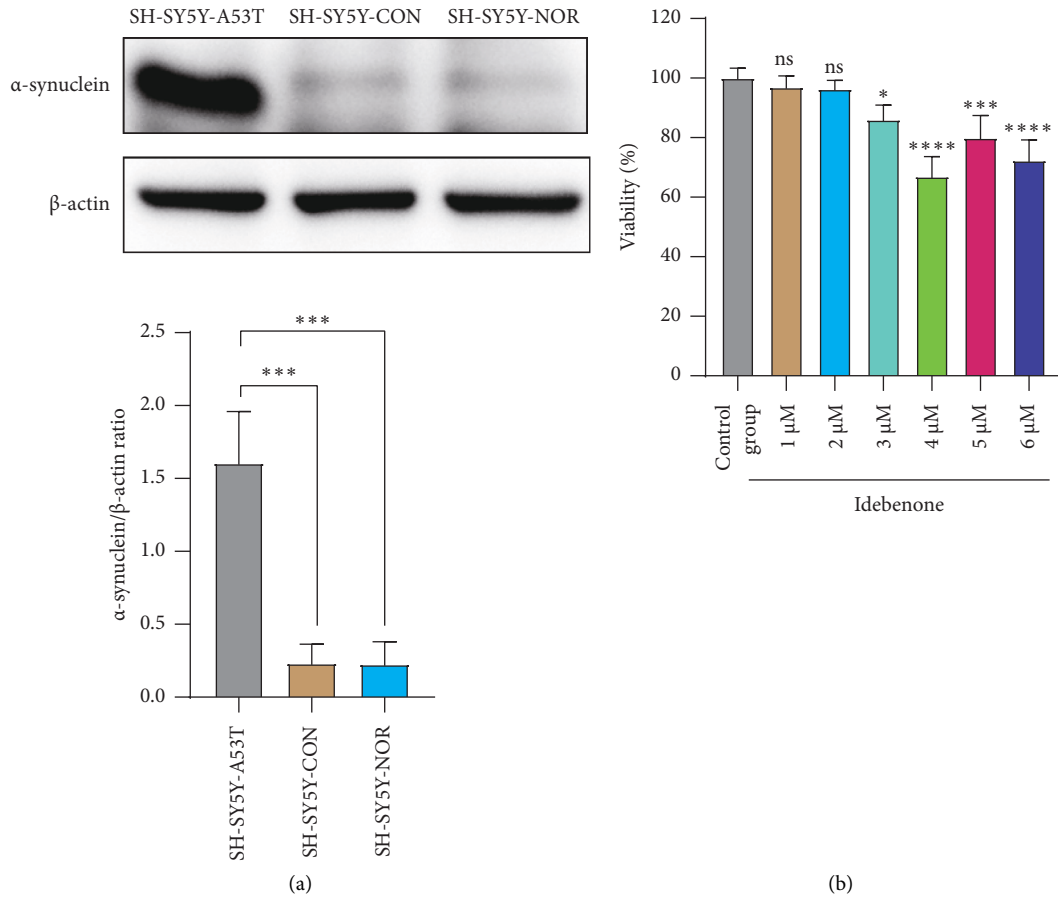 SH-SY5Y-A53T SH-SY5Y-CON SH-SY5Y-NOR
α-synuclein
β-actin
α-synuclein/β-actin ratio
2.5
2.0
1.5
1.0
0.5
0.0
***
***
SH-SY5Y-A53T
SH-SY5Y-CON
SH-SY5Y-NOR
(a)
Viability (%)
120
100
80
60
40
20
0
ns
ns
*
****
***
****
Control
group
1 µM
2 µM
3 µM
4 µM
5 µM
6 µM
Idebenone
(b)